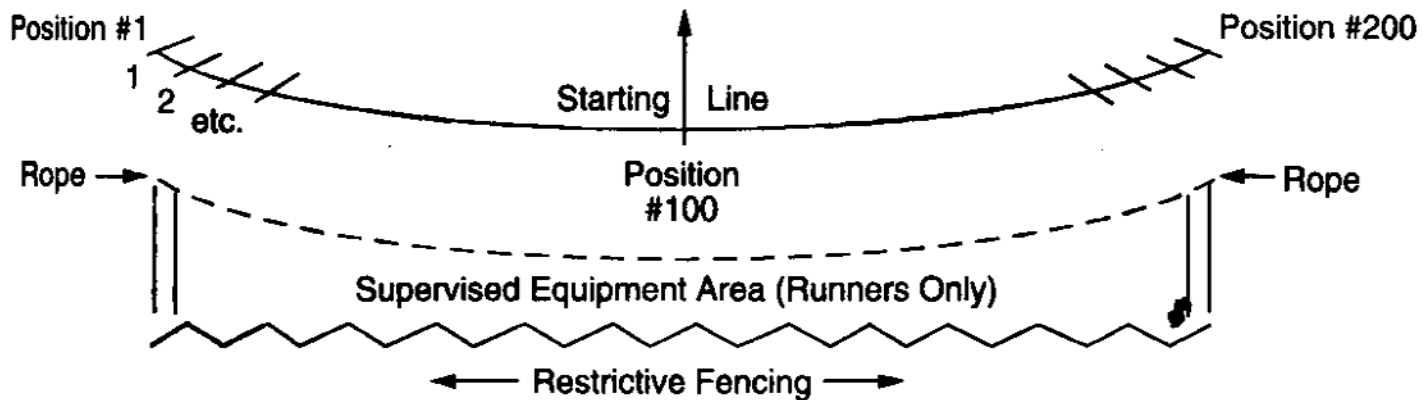 Position #1
Position #200
1
2
etc.
Starting Line
Position
#100
Rope
Rope
Supervised Equipment Area (Runners Only)
Restrictive Fencing